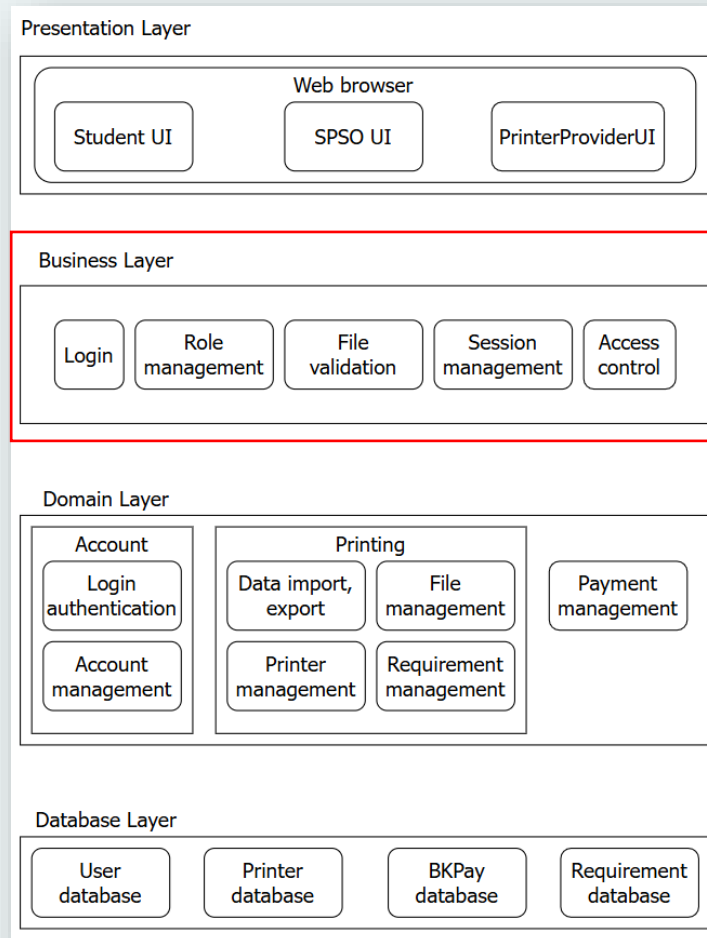 Presentation Layer
Web browser
Student UI
SPSO UI
PrinterProviderUI
Business Layer
Login
Role
management
File
validation
Session
management
Access
control
Domain Layer
Account
Login
authentication
Account
management
Printing
Data import,
export
File
management
Printer
management
Requirement
management
Payment
management
Database Layer
User
database
Printer
database
BKPay
database
Requirement
database